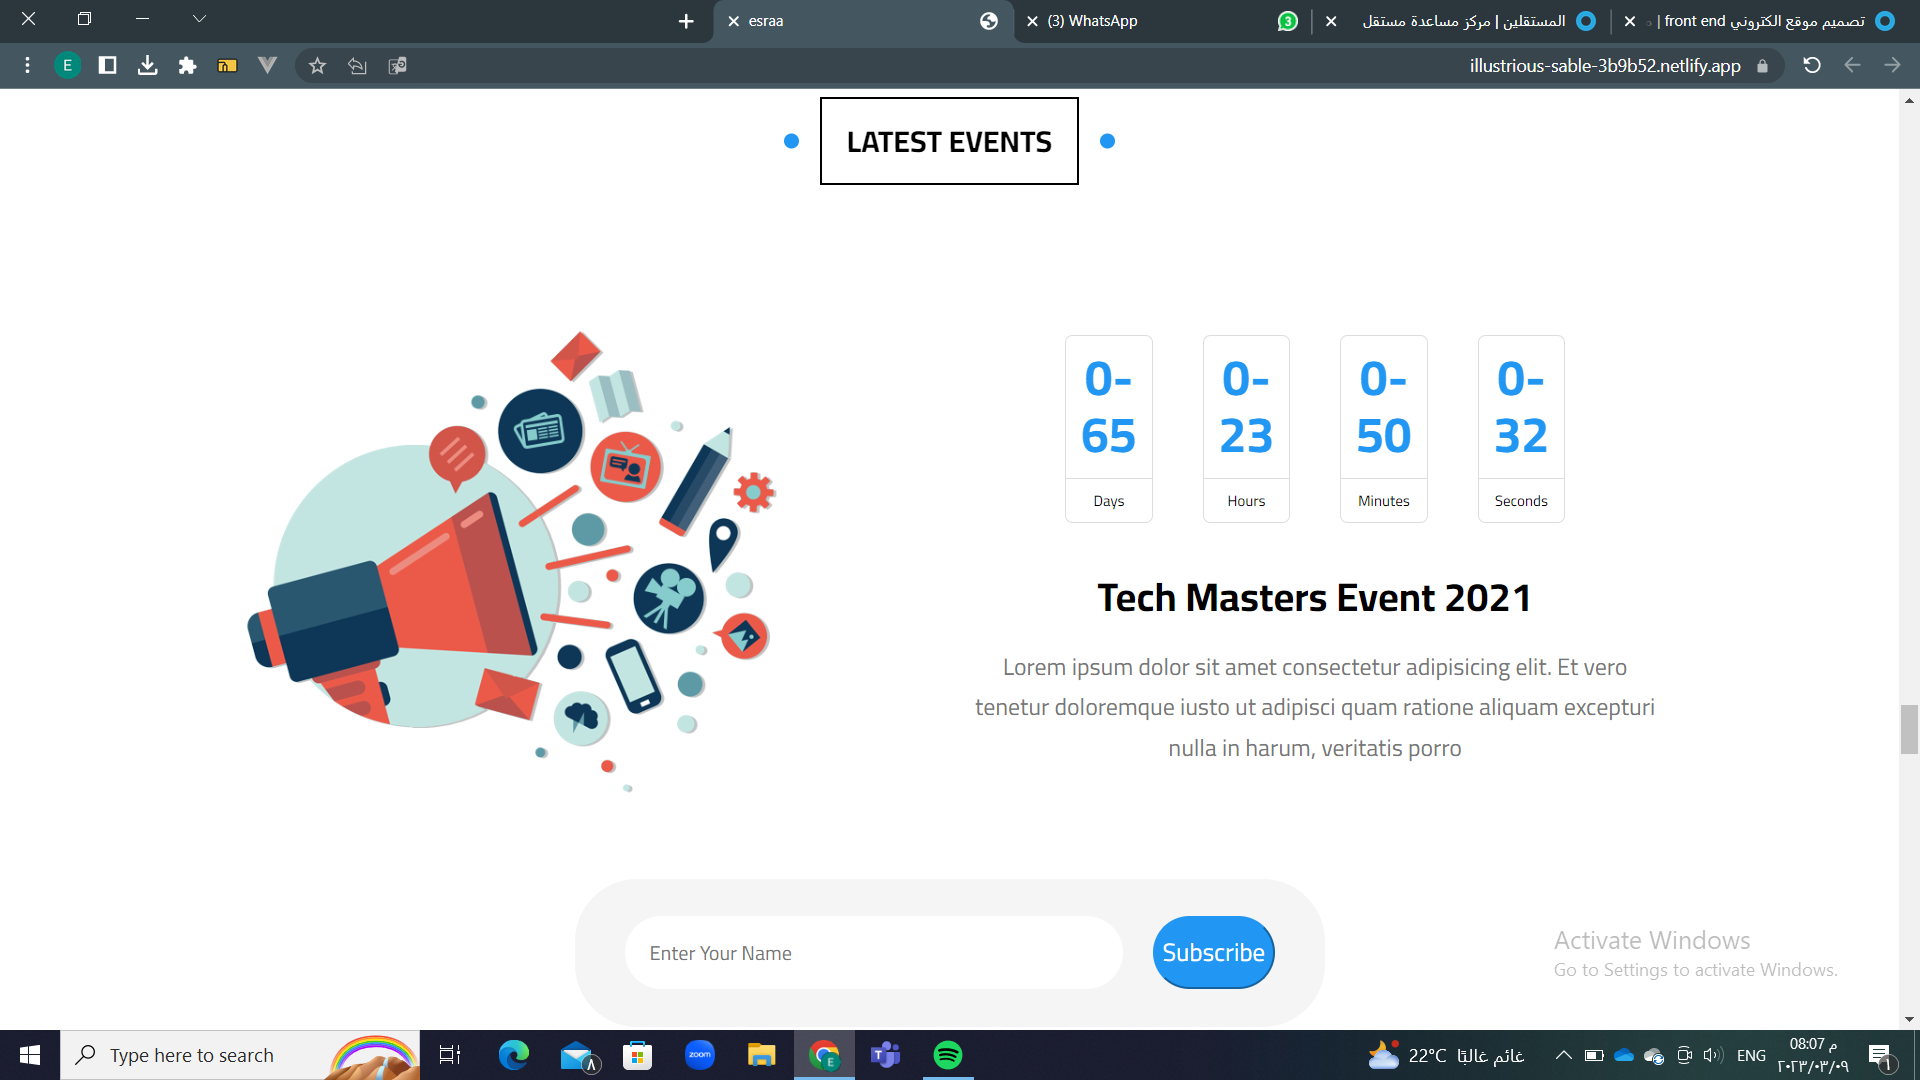 esraa
(3) WhatsApp
3
المستقلين | مركز مساعدة مستقل
تصميم موقع الكتروني front end |
E
illustrious-sable-3b9b52.netlify.app
LATEST EVENTS
0-65
0-23
0-50
0-32
Days
Hours
Minutes
Seconds
Tech Masters Event 2021
Lorem ipsum dolor sit amet consectetur adipisicing elit. Et vero
tenetur doloremque iusto ut adipisci quam ratione aliquam excepturi
nulla in harum, veritatis porro
Enter Your Name
Subscribe
Activate Windows
Go to Settings to activate Windows.
Type here to search
٨
zoom
E
T
22°C غائم غالبًا
ENG
08:07 م
٢٠٢٣/٠٣/٠٩
١